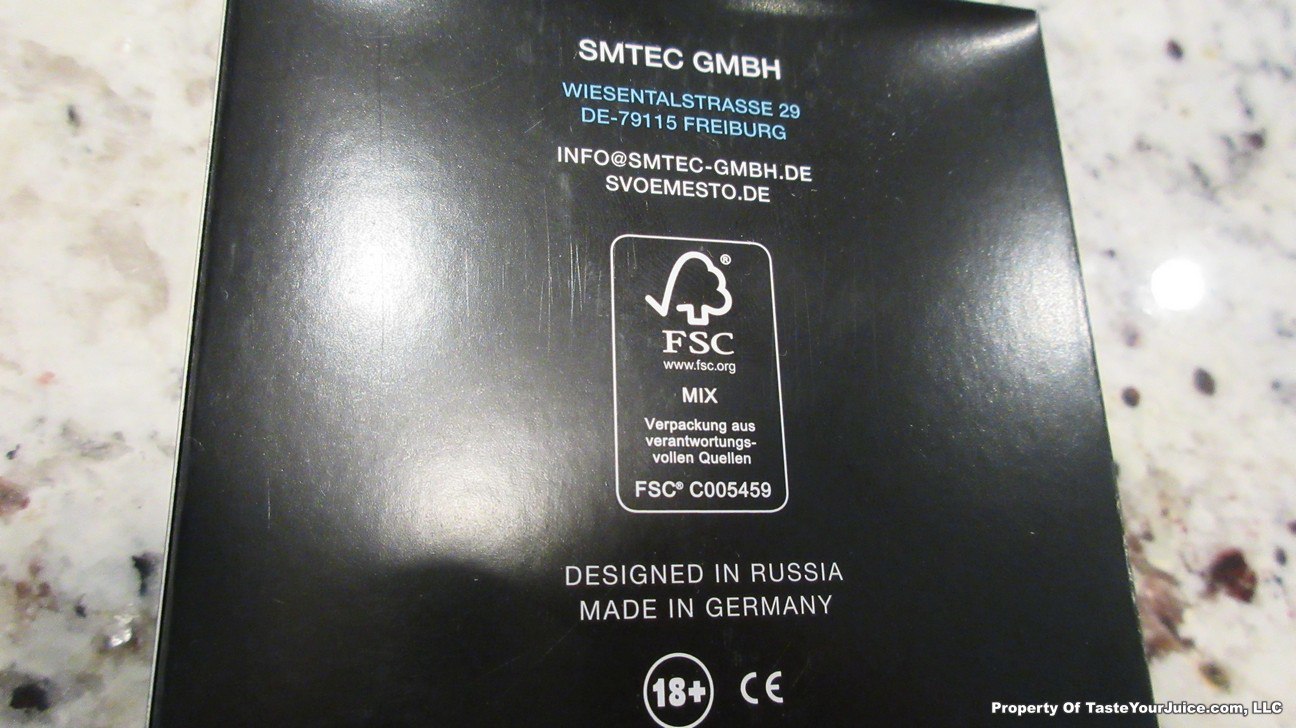 SMTEC GMBH
WIESENTALSTRASSE 29
DE-79115 FREIBURG
INFO@SMTEC-GMBH.DE
SVOEMESTO.DE
®
FSC
www.fsc.org
MIX
Verpackung aus
verantwortungs-
vollen Quellen
FSC® C005459
DESIGNED IN RUSSIA
MADE IN GERMANY
18+ CE
Property Of TasteYourJuice.com, LLC